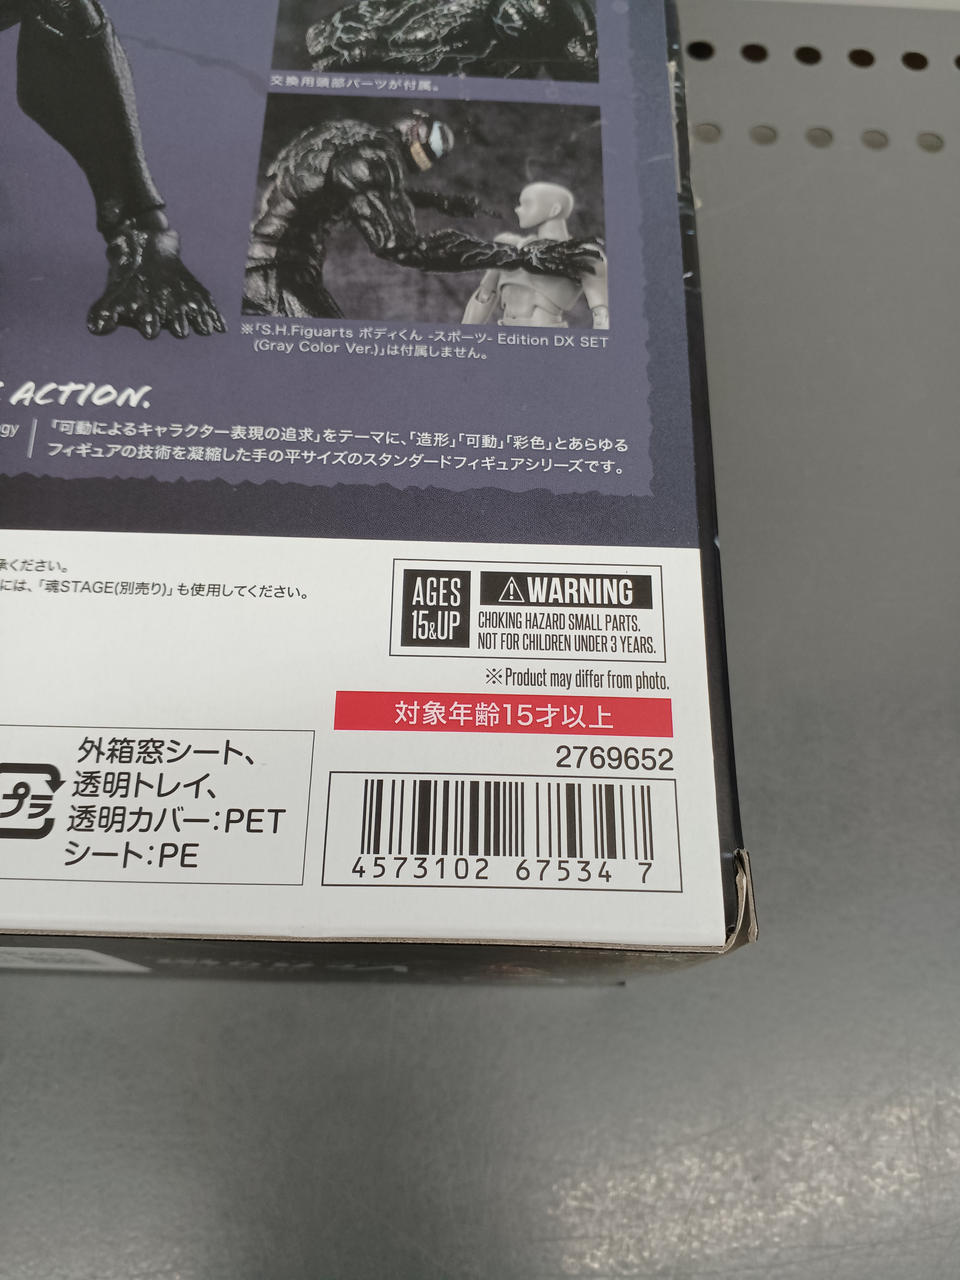 交換用頭部パーツが付属。
※「S.H.Figuarts ボディくん -スポーツ- Edition DX SET
(Gray Color Ver.)」は付属しません。
ACTION.
「可動によるキャラクター表現の追求」をテーマに、「造形」「可動」「彩色」とあらゆる
フィギュアの技術を凝縮した手の平サイズのスタンダードフィギュアシリーズです。
承ください。
には、「魂STAGE(別売り)」も使用してください。
AGES
15&UP
WARNING
CHOKING HAZARD SMALL PARTS.
NOT FOR CHILDREN UNDER 3 YEARS.
※Product may differ from photo.
対象年齢15才以上
2769652
プラ
外箱窓シート、
透明トレイ、
透明カバー:PET
シート:PE
4573102 67534 7